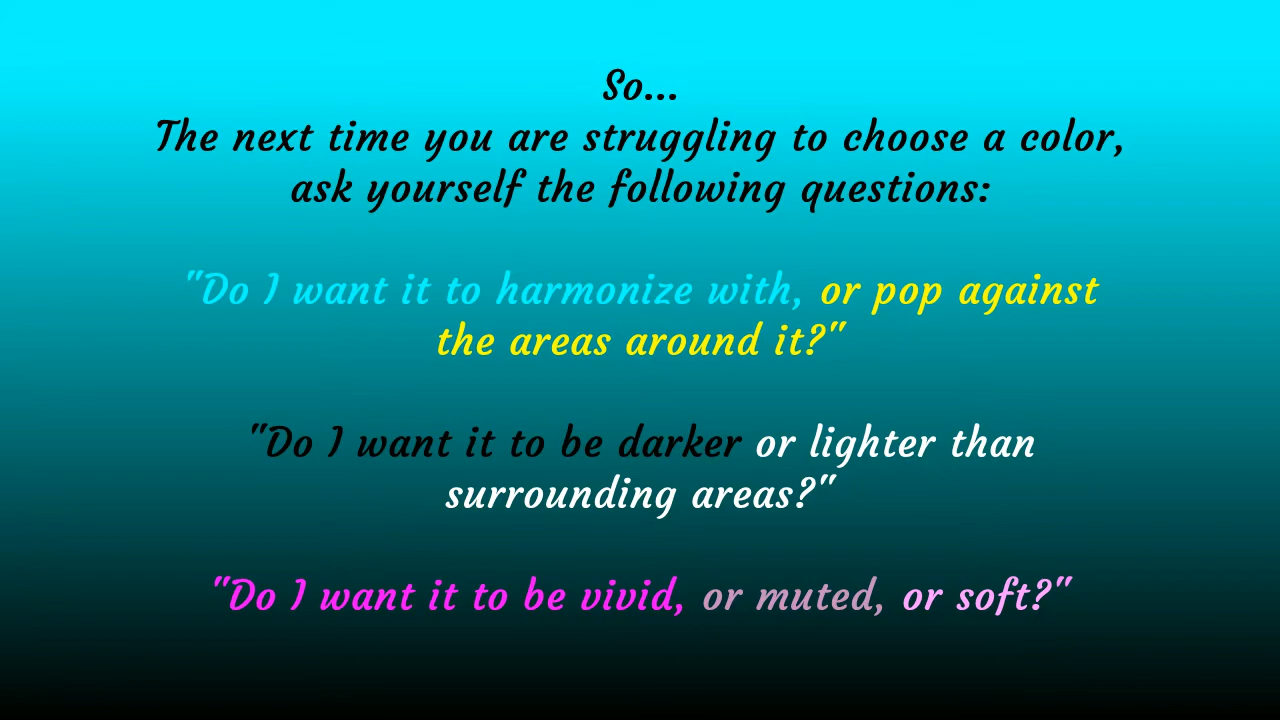 So...
The next time you are struggling to choose a color,
ask yourself the following questions:
"Do I want it to harmonize with, or pop against
the areas around it?"
"Do I want it to be darker or lighter than
surrounding areas?"
"Do I want it to be vivid, or muted, or soft?"